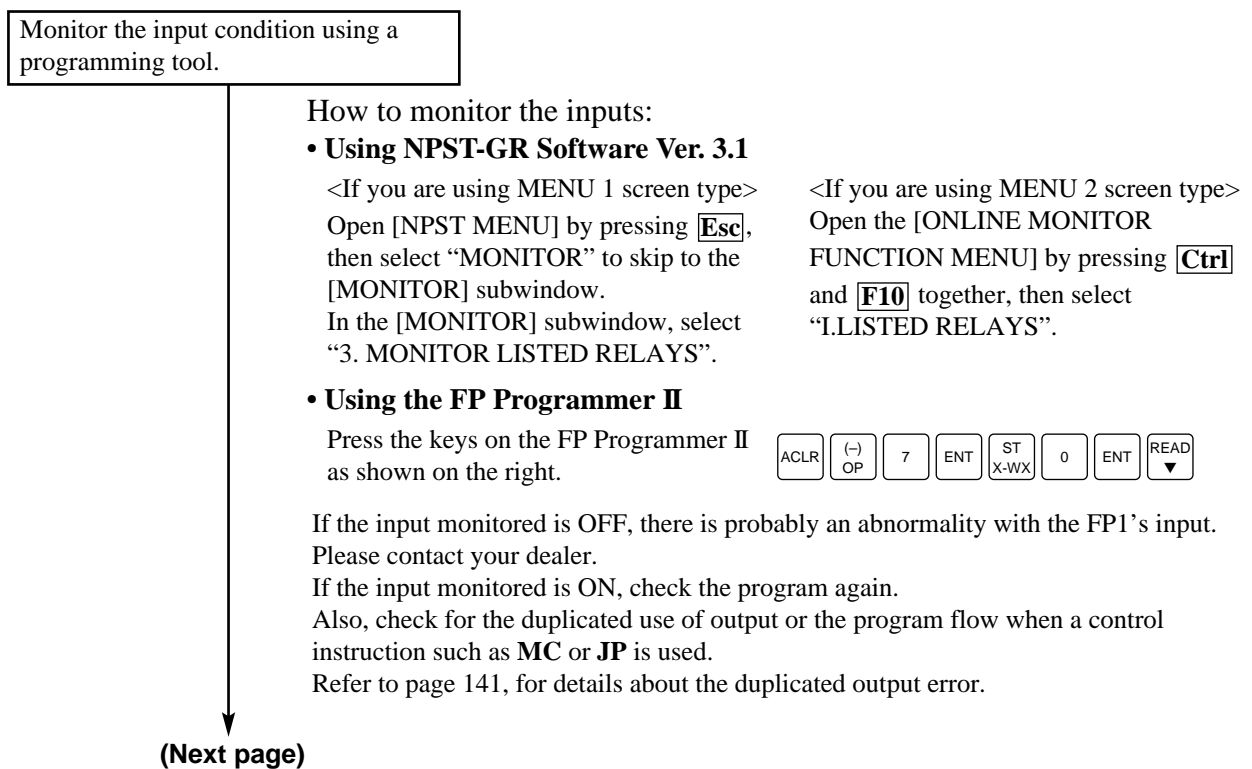 Monitor the input condition using a
programming tool.
How to monitor the inputs:
• Using NPST-GR Software Ver. 3.1
<If you are using MENU 1 screen type>
Open [NPST MENU] by pressing Esc,
then select “MONITOR” to skip to the
[MONITOR] subwindow.
In the [MONITOR] subwindow, select
“3. MONITOR LISTED RELAYS”.
<If you are using MENU 2 screen type>
Open the [ONLINE MONITOR
FUNCTION MENU] by pressing Ctrl
and F10 together, then select
“I.LISTED RELAYS”.
• Using the FP Programmer Ⅱ
Press the keys on the FP Programmer Ⅱ
as shown on the right.
ACLR (–) OP 7 ENT ST X-WX 0 ENT READ ▼
If the input monitored is OFF, there is probably an abnormality with the FP1’s input.
Please contact your dealer.
If the input monitored is ON, check the program again.
Also, check for the duplicated use of output or the program flow when a control
instruction such as MC or JP is used.
Refer to page 141, for details about the duplicated output error.
(Next page)